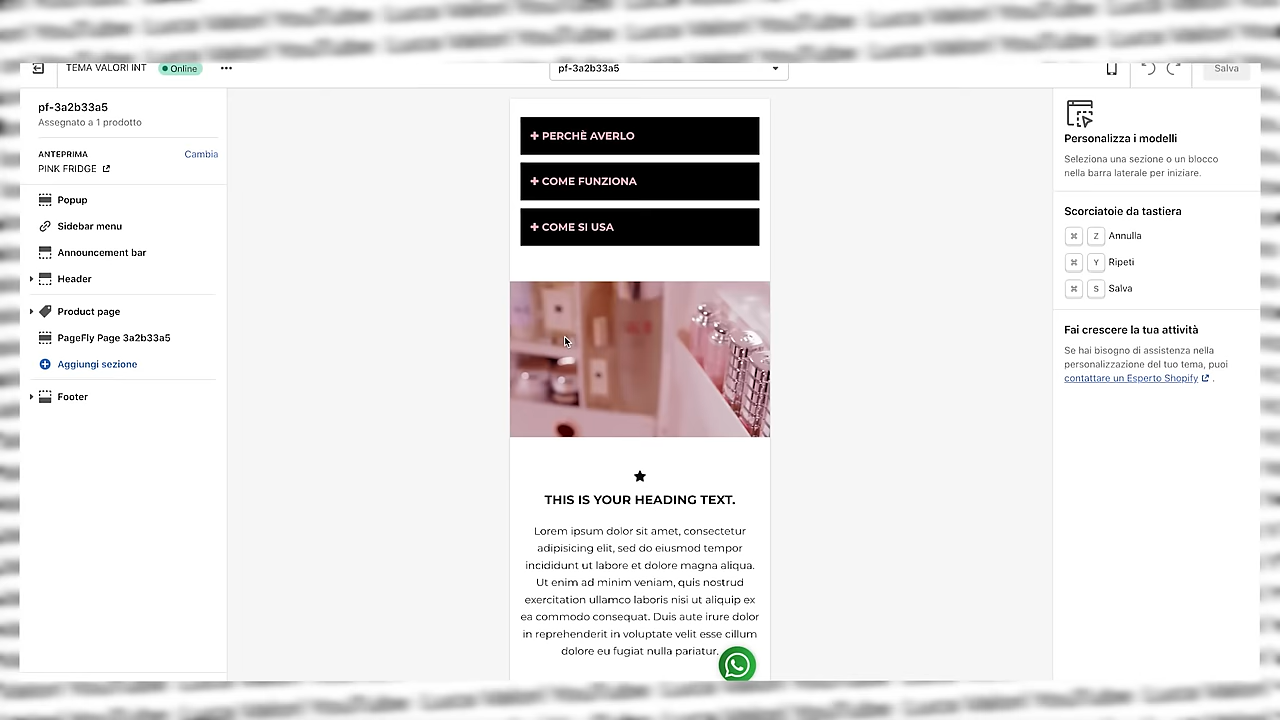 TEMA VALORI INT
Online
pf-3a2b33a5
Salva
pf-3a2b33a5
Assegnato a 1 prodotto
ANTEPRIMA
Cambia
PINK FRIDGE
Popup
Sidebar menu
Announcement bar
Header
Product page
PageFly Page 3a2b33a5
Aggiungi sezione
Footer
+ PERCHÈ AVERLO
+ COME FUNZIONA
+ COME SI USA
THIS IS YOUR HEADING TEXT.
Lorem ipsum dolor sit amet, consectetur
adipisicing elit, sed do eiusmod tempor
incididunt ut labore et dolore magna aliqua.
Ut enim ad minim veniam, quis nostrud
exercitation ullamco laboris nisi ut aliquip ex
ea commodo consequat. Duis aute irure dolor
in reprehenderit in voluptate velit esse cillum
dolore eu fugiat nulla pariatur.
Personalizza i modelli
Seleziona una sezione o un blocco
nella barra laterale per iniziare.
Scorciatoie da tastiera
⌘ Z Annulla
⌘ Y Ripeti
⌘ S Salva
Fai crescere la tua attività
Se hai bisogno di assistenza nella
personalizzazione del tuo tema, puoi
contattare un Esperto Shopify .